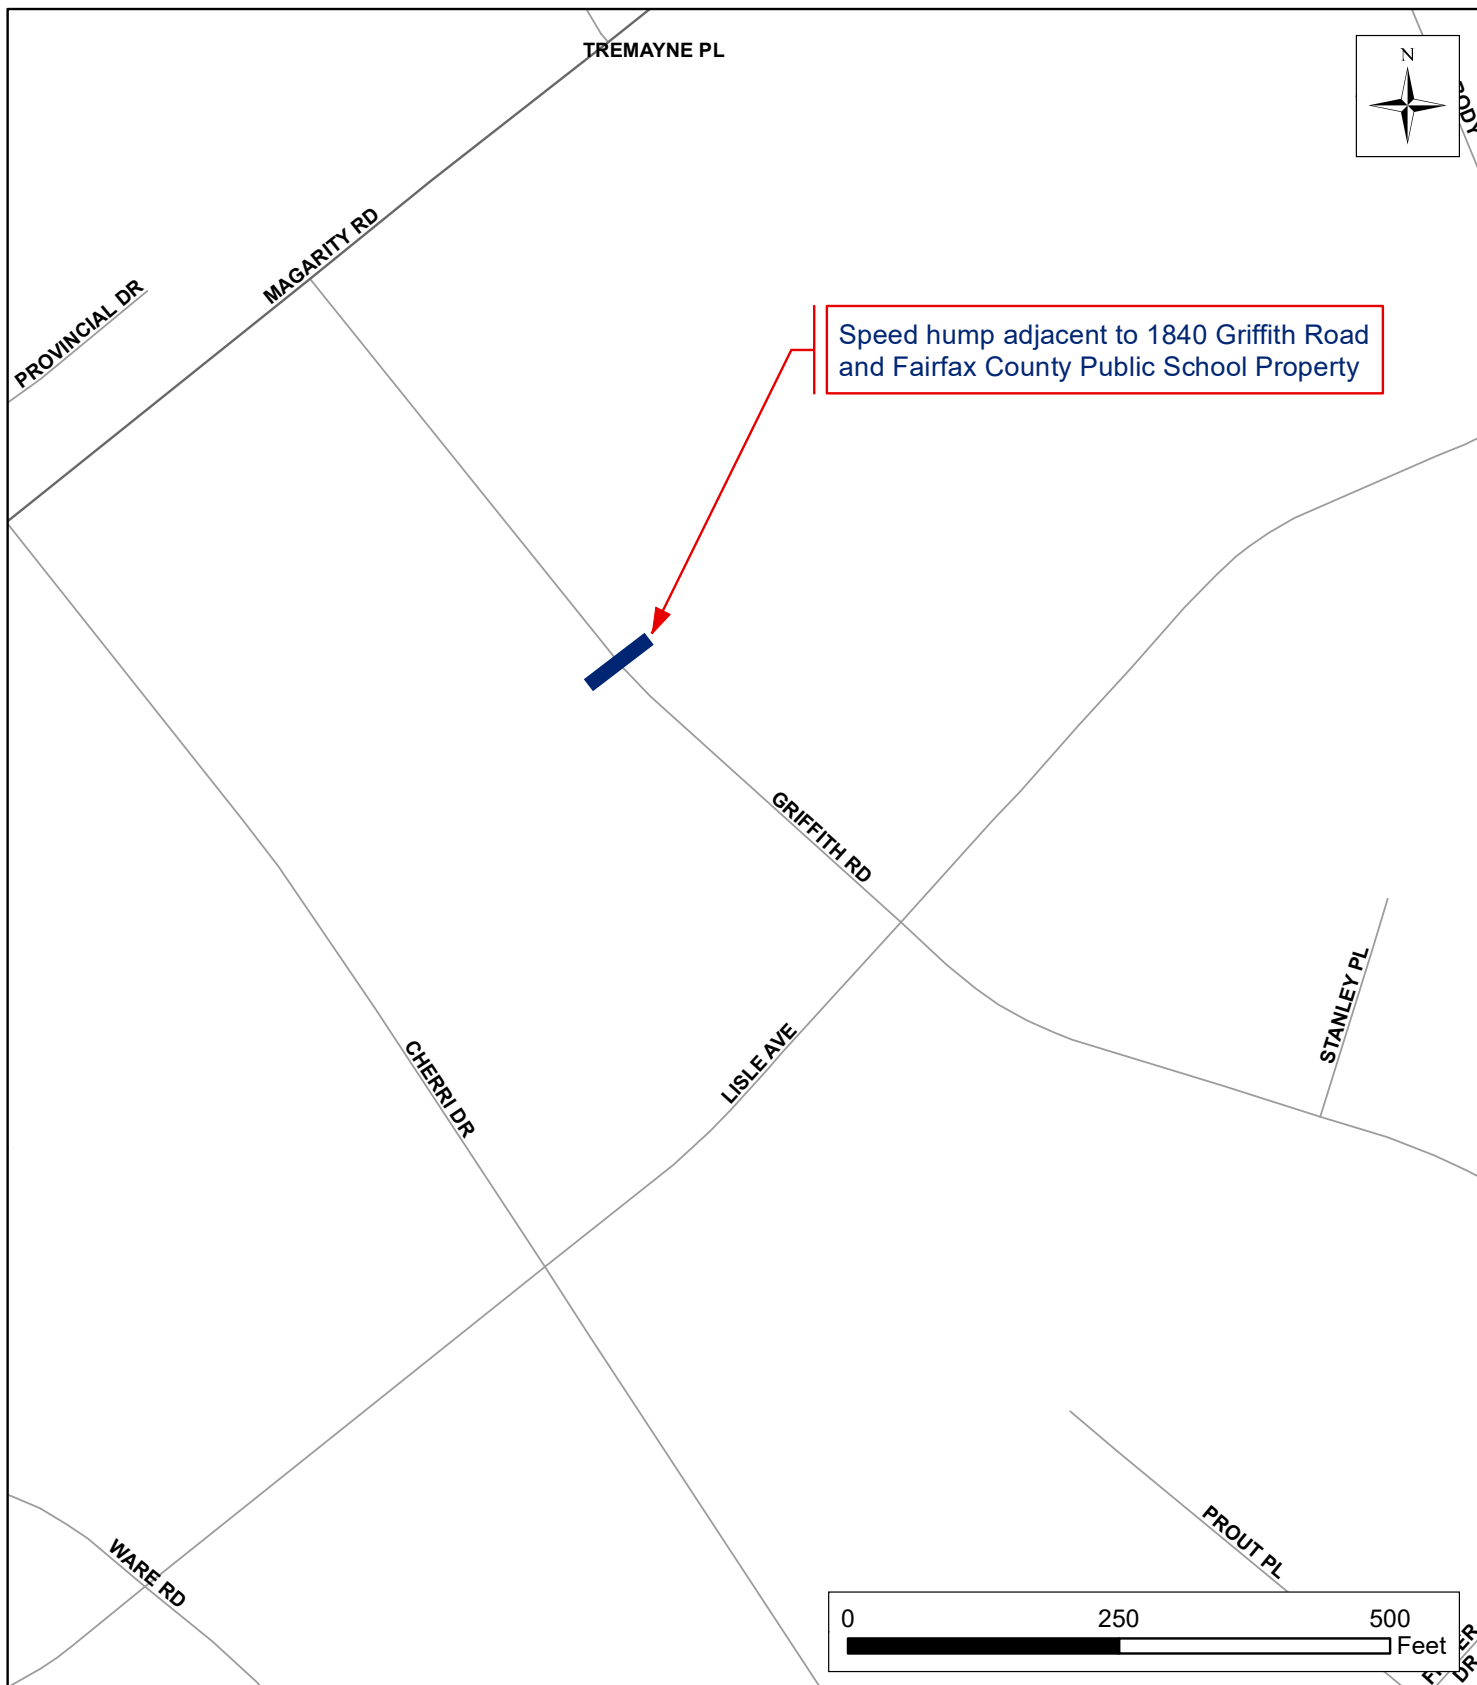 TREMAYNE PL
N
MAGARITY RD
PROVINCIAL DR
Speed hump adjacent to 1840 Griffith Road
and Fairfax County Public School Property
GRIFFITH RD
STANLEY PL
LISLE AVE
CHERRI DR
PROUT PL
WARE RD
0 250 500
Feet
DR